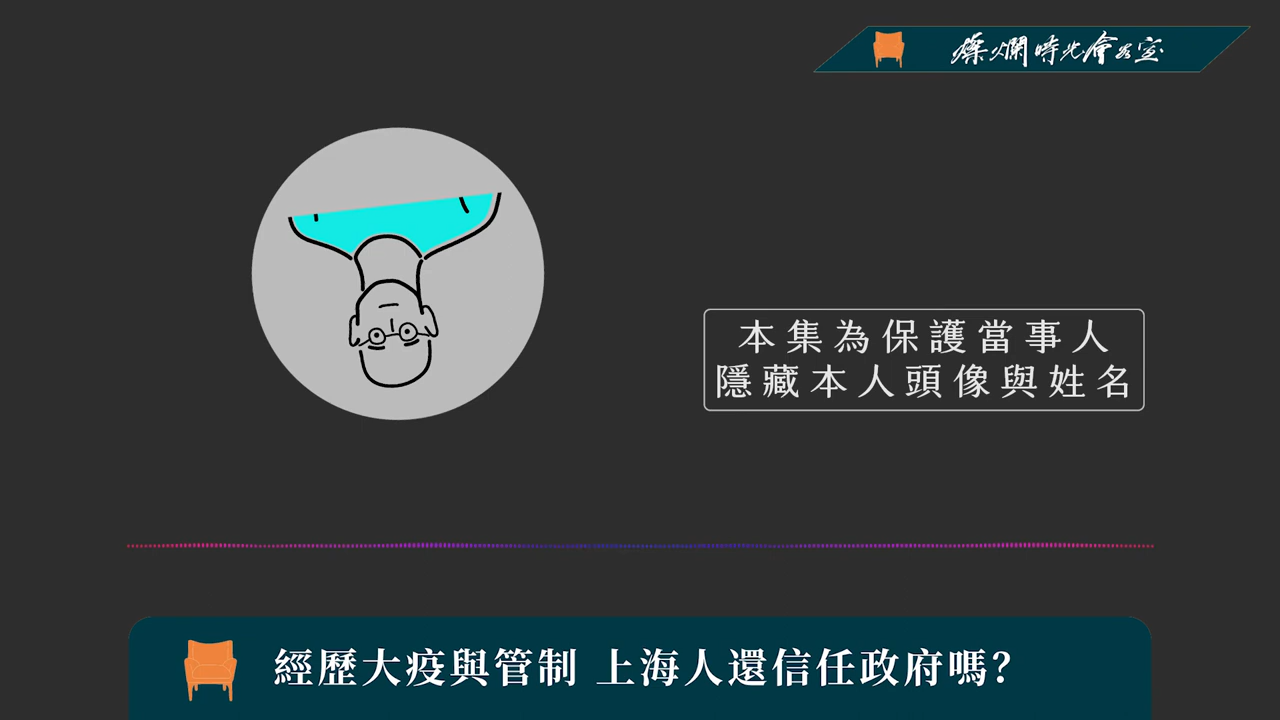 燦爛時光會客室
本集為保護當事人
隱藏本人頭像與姓名
經歷大疫與管制 上海人還信任政府嗎？